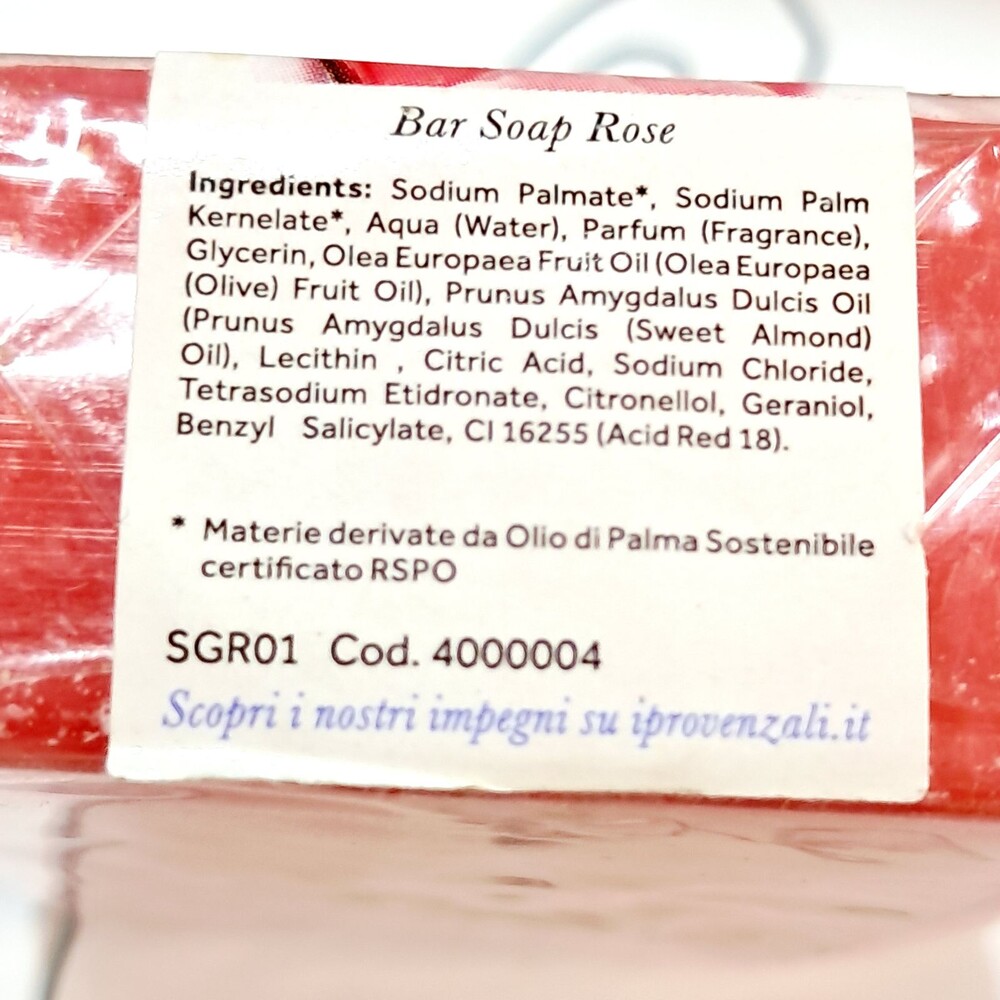 Bar Soap Rose
Ingredients: Sodium Palmate*, Sodium Palm
Kernelate*, Aqua (Water), Parfum (Fragrance),
Glycerin, Olea Europaea Fruit Oil (Olea Europaea
(Olive) Fruit Oil), Prunus Amygdalus Dulcis Oil
(Prunus Amygdalus Dulcis (Sweet Almond)
Oil), Lecithin , Citric Acid, Sodium Chloride,
Tetrasodium Etidronate, Citronellol, Geraniol,
Benzyl Salicylate, CI 16255 (Acid Red 18).
* Materie derivate da Olio di Palma Sostenibile
certificato RSPO
SGR01 Cod. 4000004
Scopri i nostri impegni su iprovenzali.it